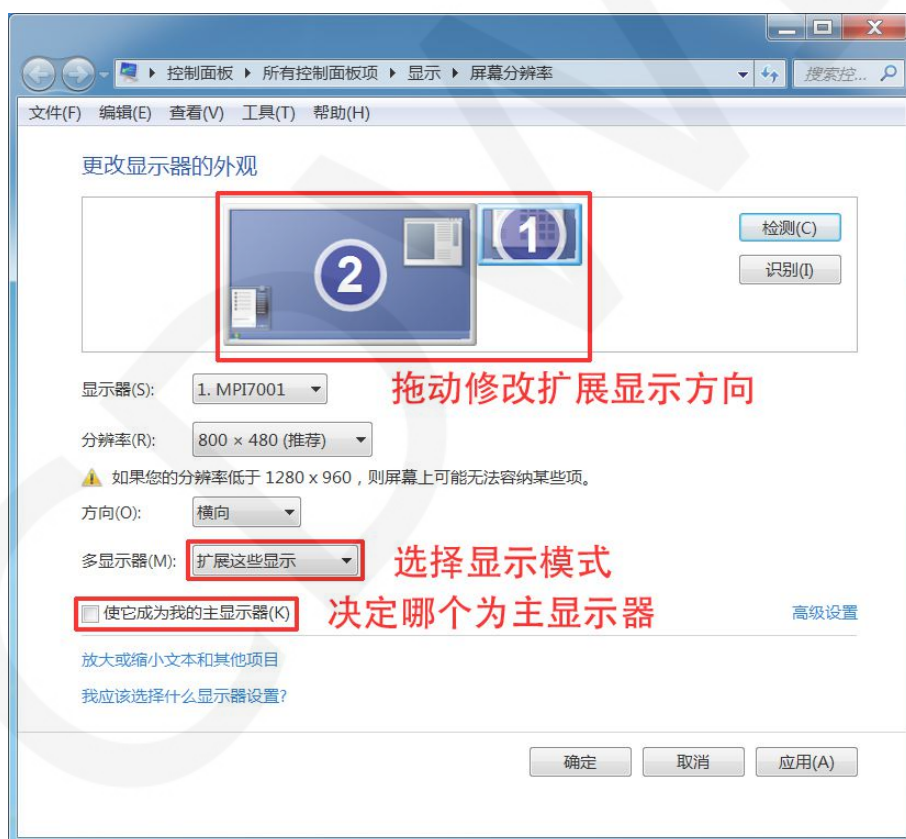 控制面板 ▸ 所有控制面板项 ▸ 显示 ▸ 屏幕分辨率
搜索控...
文件(F) 编辑(E) 查看(V) 工具(T) 帮助(H)
更改显示器的外观
2
1
检测(C)
识别(I)
显示器(S): 1. MPI7001
拖动修改扩展显示方向
分辨率(R): 800 × 480 (推荐)
如果您的分辨率低于 1280 x 960，则屏幕上可能无法容纳某些项。
方向(O): 横向
多显示器(M): 扩展这些显示
选择显示模式
使它成为我的主显示器(K)
决定哪个为主显示器
高级设置
放大或缩小文本和其他项目
我应该选择什么显示器设置?
确定 取消 应用(A)